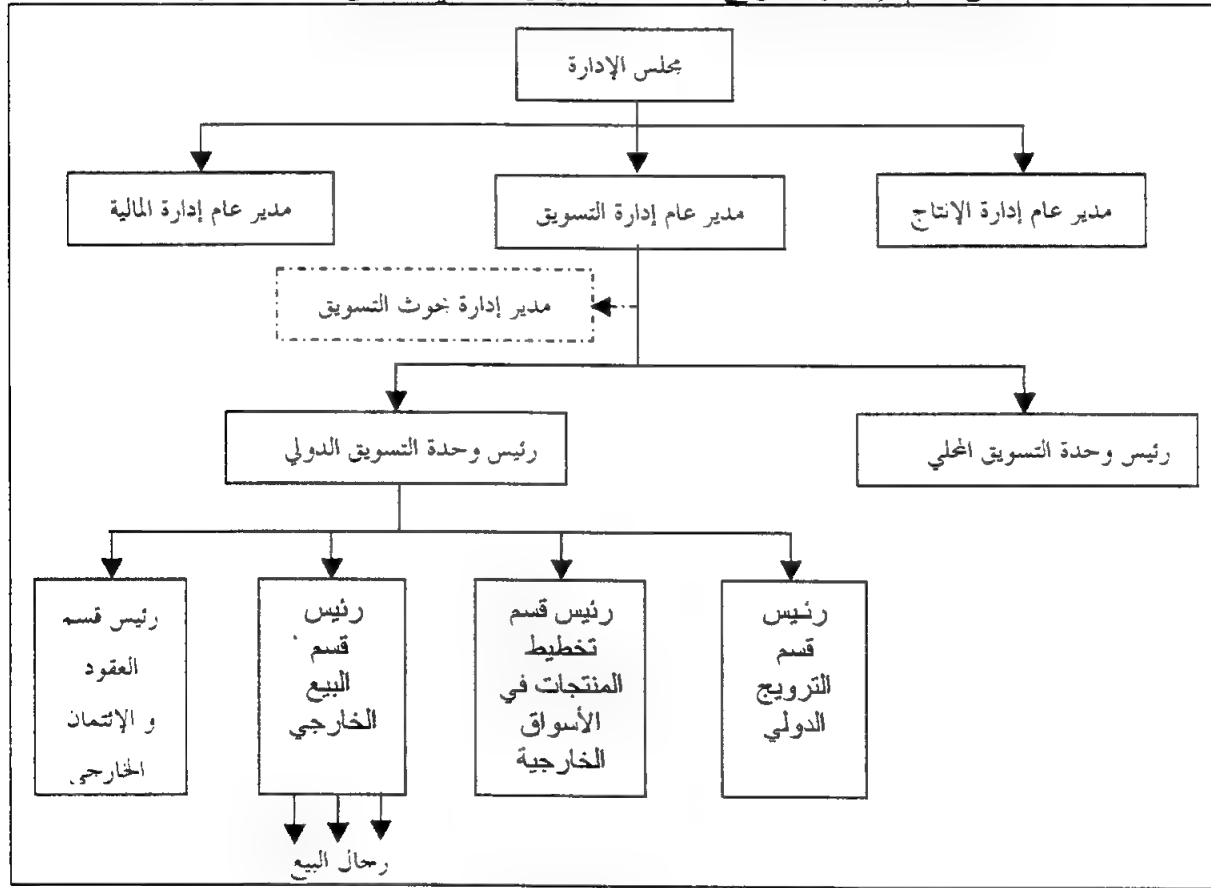 مجلس الإدارة
مدير عام إدارة الإنتاج
مدير عام إدارة التسويق
مدير عام إدارة المالية
مدير إدارة بحوث التسويق
رئيس وحدة التسويق المحلي
رئيس وحدة التسويق الدولي
رئيس
قسم
الترويج
الدولي
رئيس قسم
تخطيط
المنتجات في
الأسواق
الخارجية
رئيس
قسم
البيع
الخارجي
رئيس قسم
العقود
و الإئتمان
الخارجي
رجال البيع